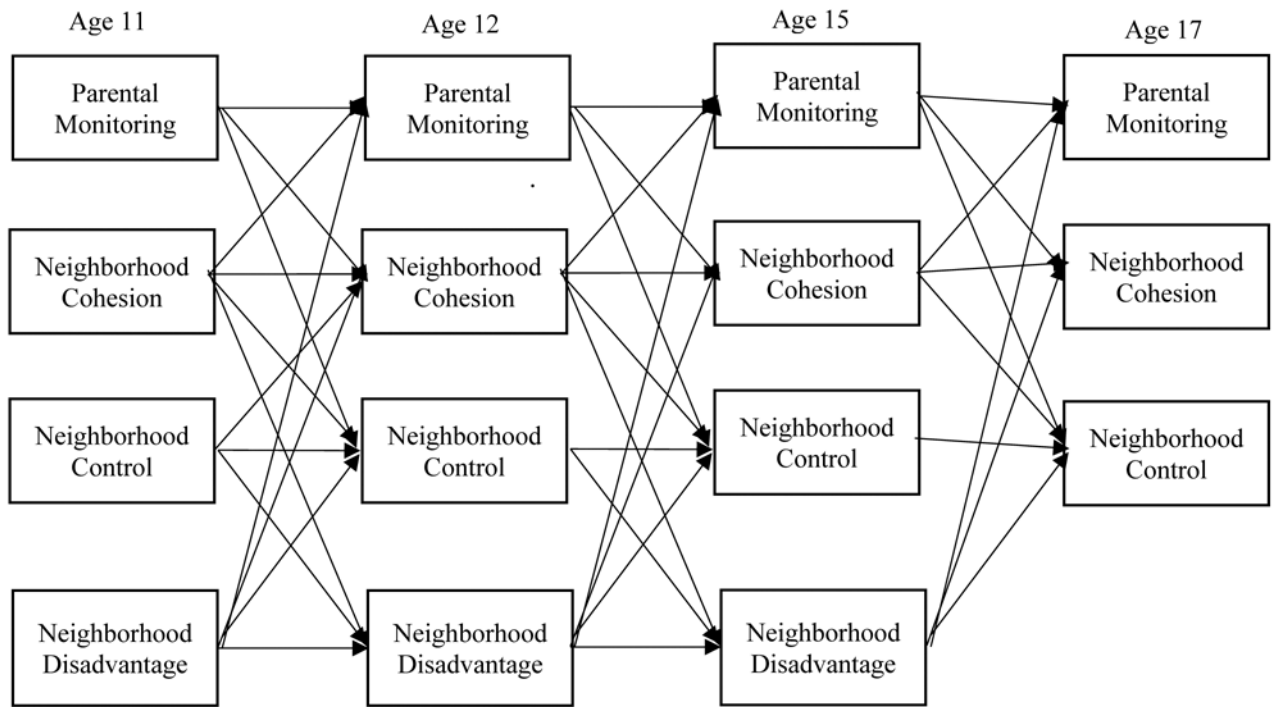 Age 11
Age 12
Age 15
Age 17
Parental
Monitoring
Parental
Monitoring
Parental
Monitoring
Parental
Monitoring
Neighborhood
Cohesion
Neighborhood
Cohesion
Neighborhood
Cohesion
Neighborhood
Cohesion
Neighborhood
Control
Neighborhood
Control
Neighborhood
Control
Neighborhood
Control
Neighborhood
Disadvantage
Neighborhood
Disadvantage
Neighborhood
Disadvantage